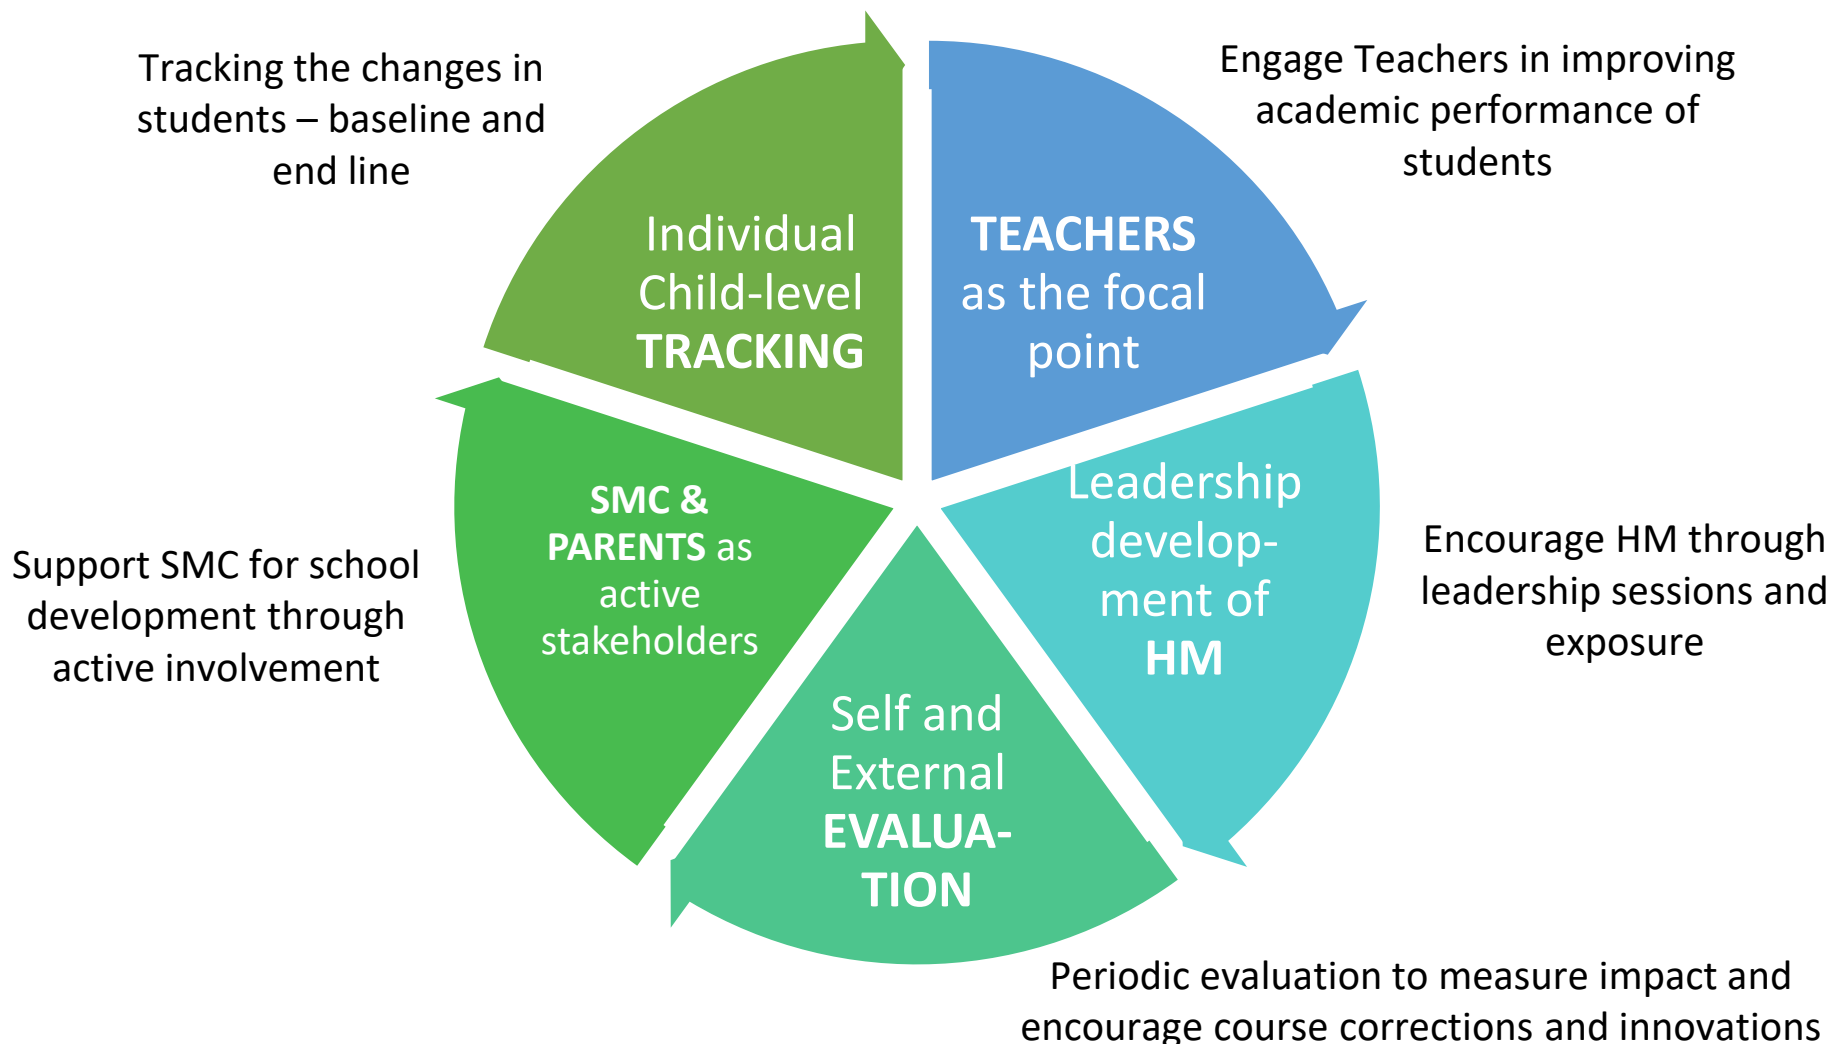 Tracking the changes in
students – baseline and
end line
Engage Teachers in improving
academic performance of
students
Individual
Child-level
TRACKING
TEACHERS
as the focal
point
SMC &
PARENTS as
active
stakeholders
Leadership
develop-
ment of
HM
Support SMC for school
development through
active involvement
Encourage HM through
leadership sessions and
exposure
Self and
External
EVALUA-
TION
Periodic evaluation to measure impact and
encourage course corrections and innovations